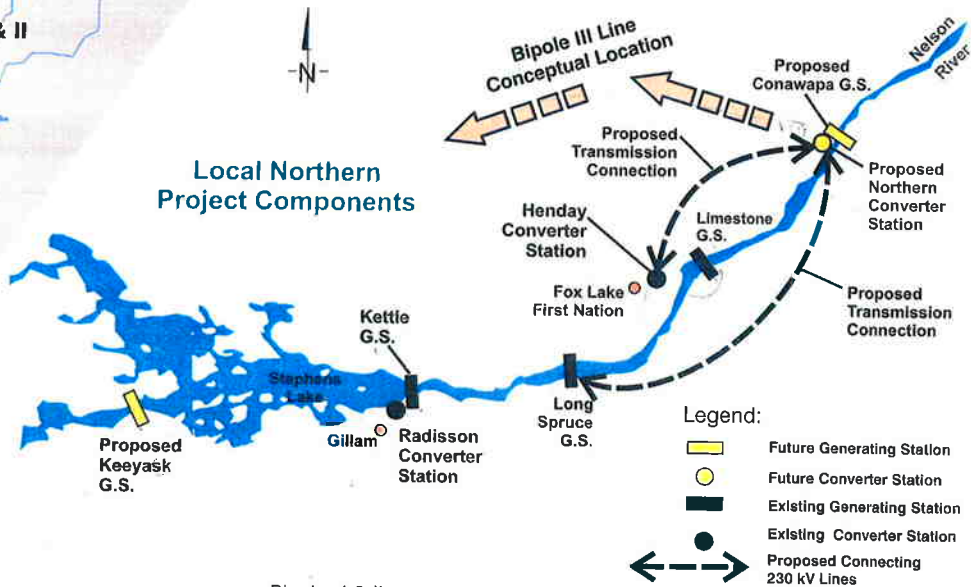 & II
-N-
Bipole III Line
Conceptual Location
Nelson
River
Proposed
Conawapa G.S.
Proposed
Transmission
Connection
Local Northern
Project Components
Proposed
Northern
Converter
Station
Henday
Converter
Station
Limestone
G.S.
Fox Lake
First Nation
Proposed
Transmission
Connection
Kettle
G.S.
Stephens
Lake
Long
Spruce
G.S.
Gillam
Radisson
Converter
Station
Proposed
Keeyask
G.S.
Legend:
Future Generating Station
Future Converter Station
Existing Generating Station
Existing Converter Station
Proposed Connecting
230 kV Lines